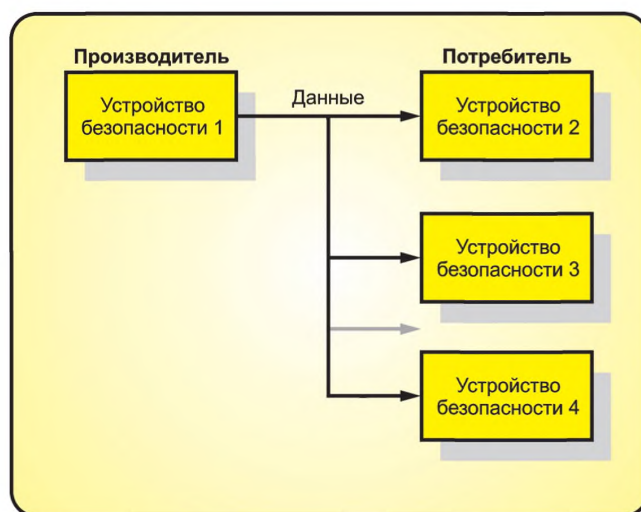 Производитель
Потребитель
Устройство
безопасности 1
Данные
Устройство
безопасности 2
Устройство
безопасности 3
Устройство
безопасности 4